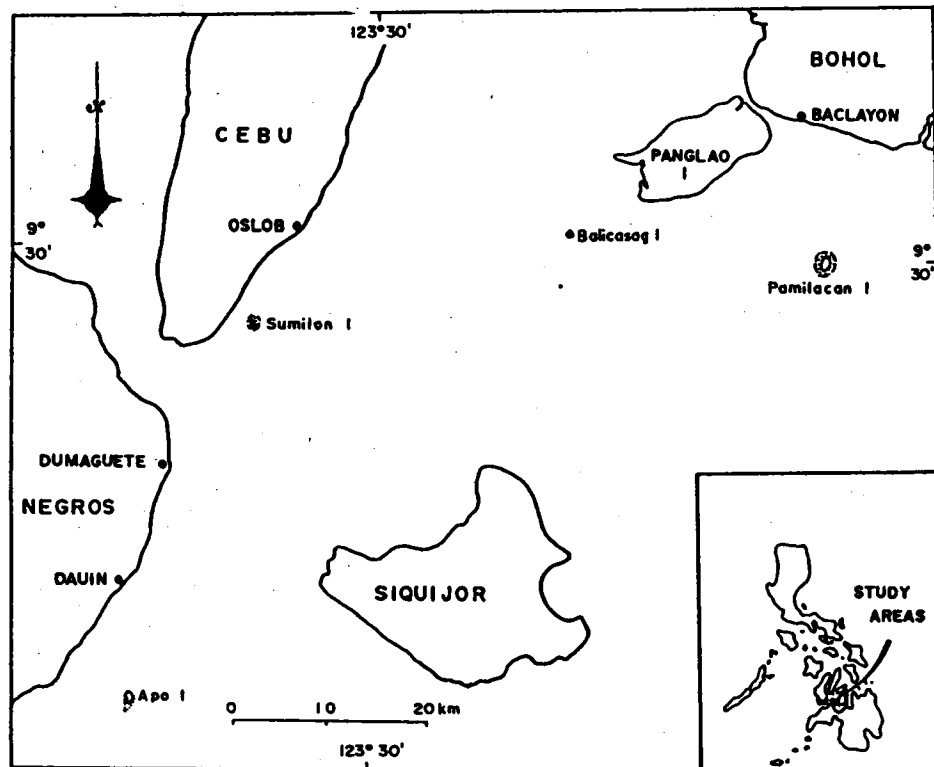 123° 30'
BOHOL
BACLAYON
CEBU
PANGLAO
I
OSLOB
9°
30'
Balicasag I
9°
30'
Pamilacan I
Sumilon I
DUMAGUETE
NEGROS
DAUIN
SIQUIJOR
STUDY
AREAS
Apo I
0 10 20 km
123° 30'